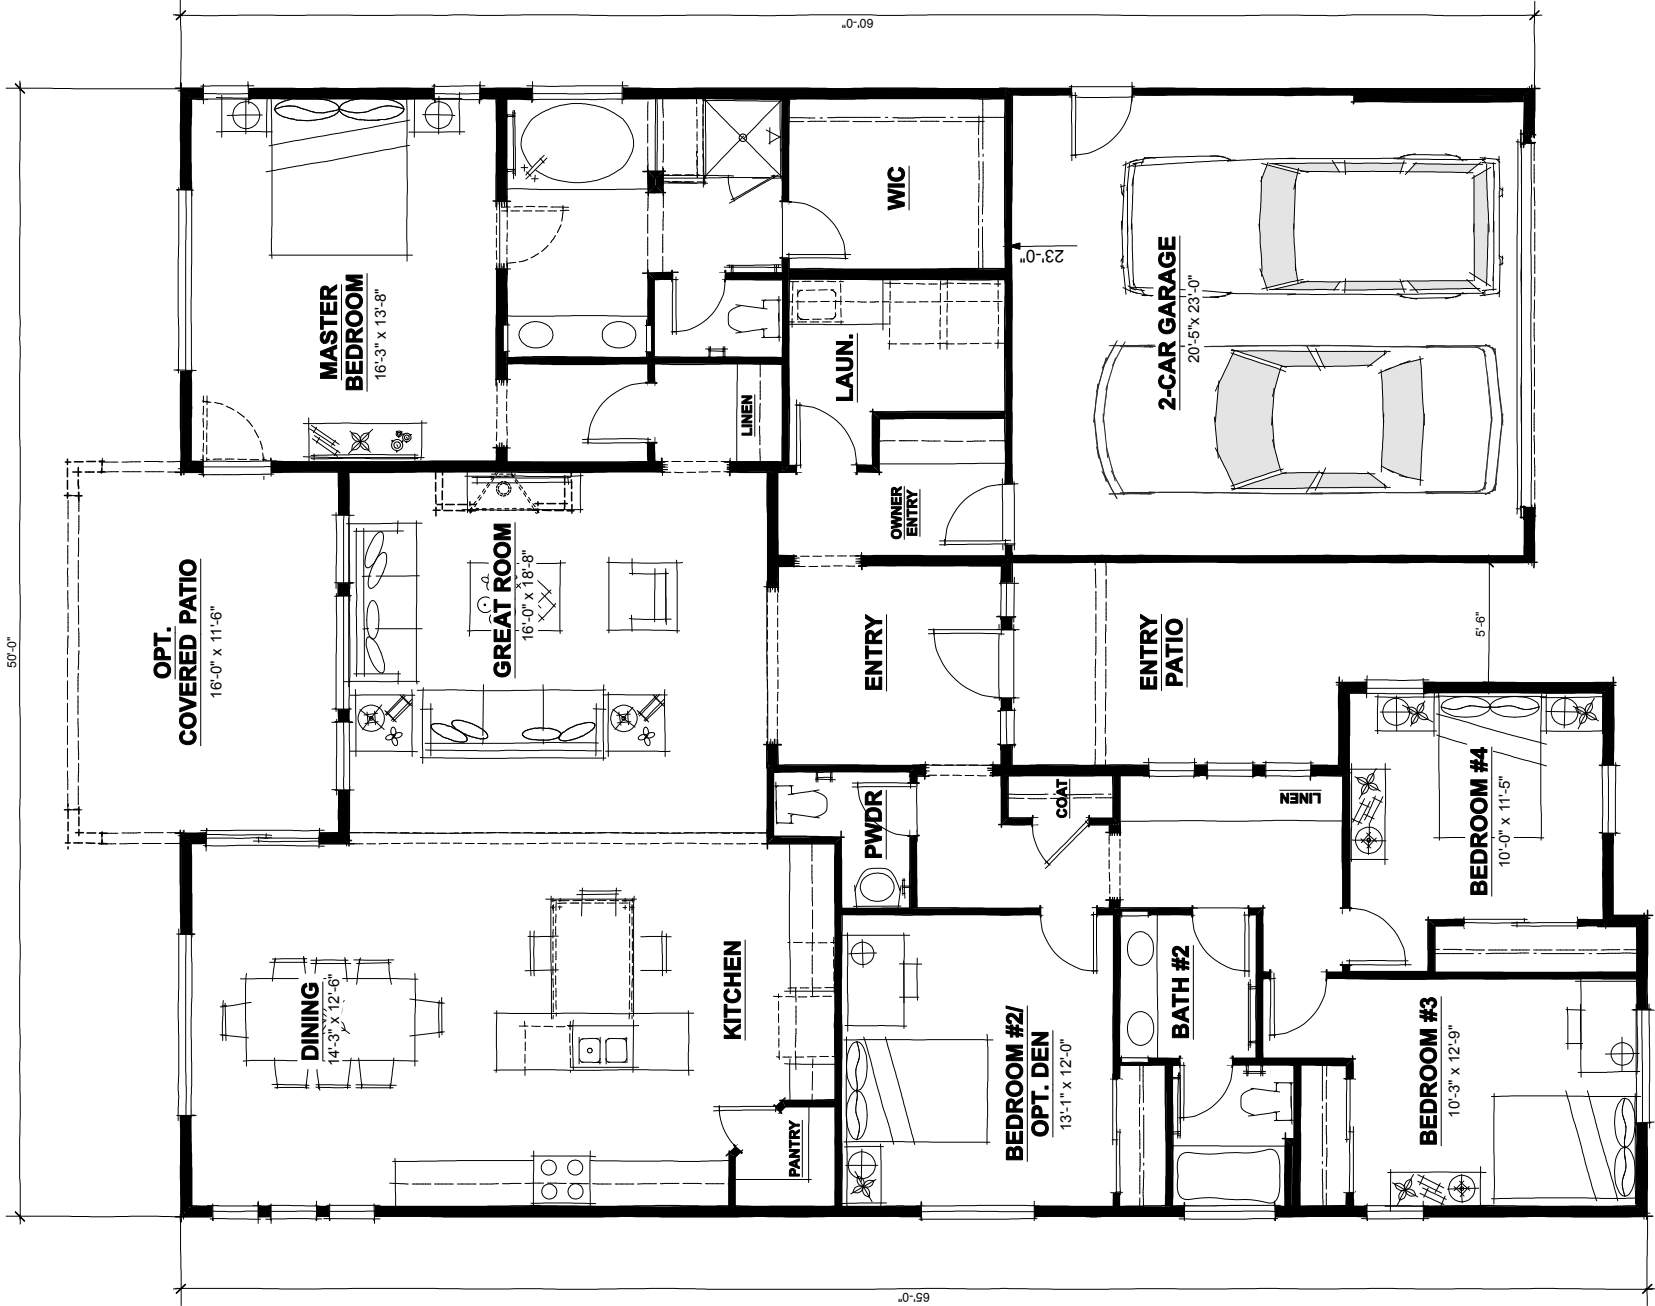 60'-0"
50'-0"
MASTER
BEDROOM
16'-3" x 13'-8"
WIC
23'-0"
2-CAR GARAGE
20'-5"x 23'-0"
LAUN.
LINEN
OWNER
ENTRY
OPT.
COVERED PATIO
16'-0" x 11'-6"
GREAT ROOM
16'-0" x 18'-8"
ENTRY
ENTRY
PATIO
5'-6"
COAT
LINEN
PWDR
BEDROOM #4
10'-0" x 11'-5"
DINING
14'-3" x 12'-6"
KITCHEN
PANTRY
BEDROOM #2/
OPT. DEN
13'-1" x 12'-0"
BATH #2
BEDROOM #3
10'-3" x 12'-9"
65'-0"